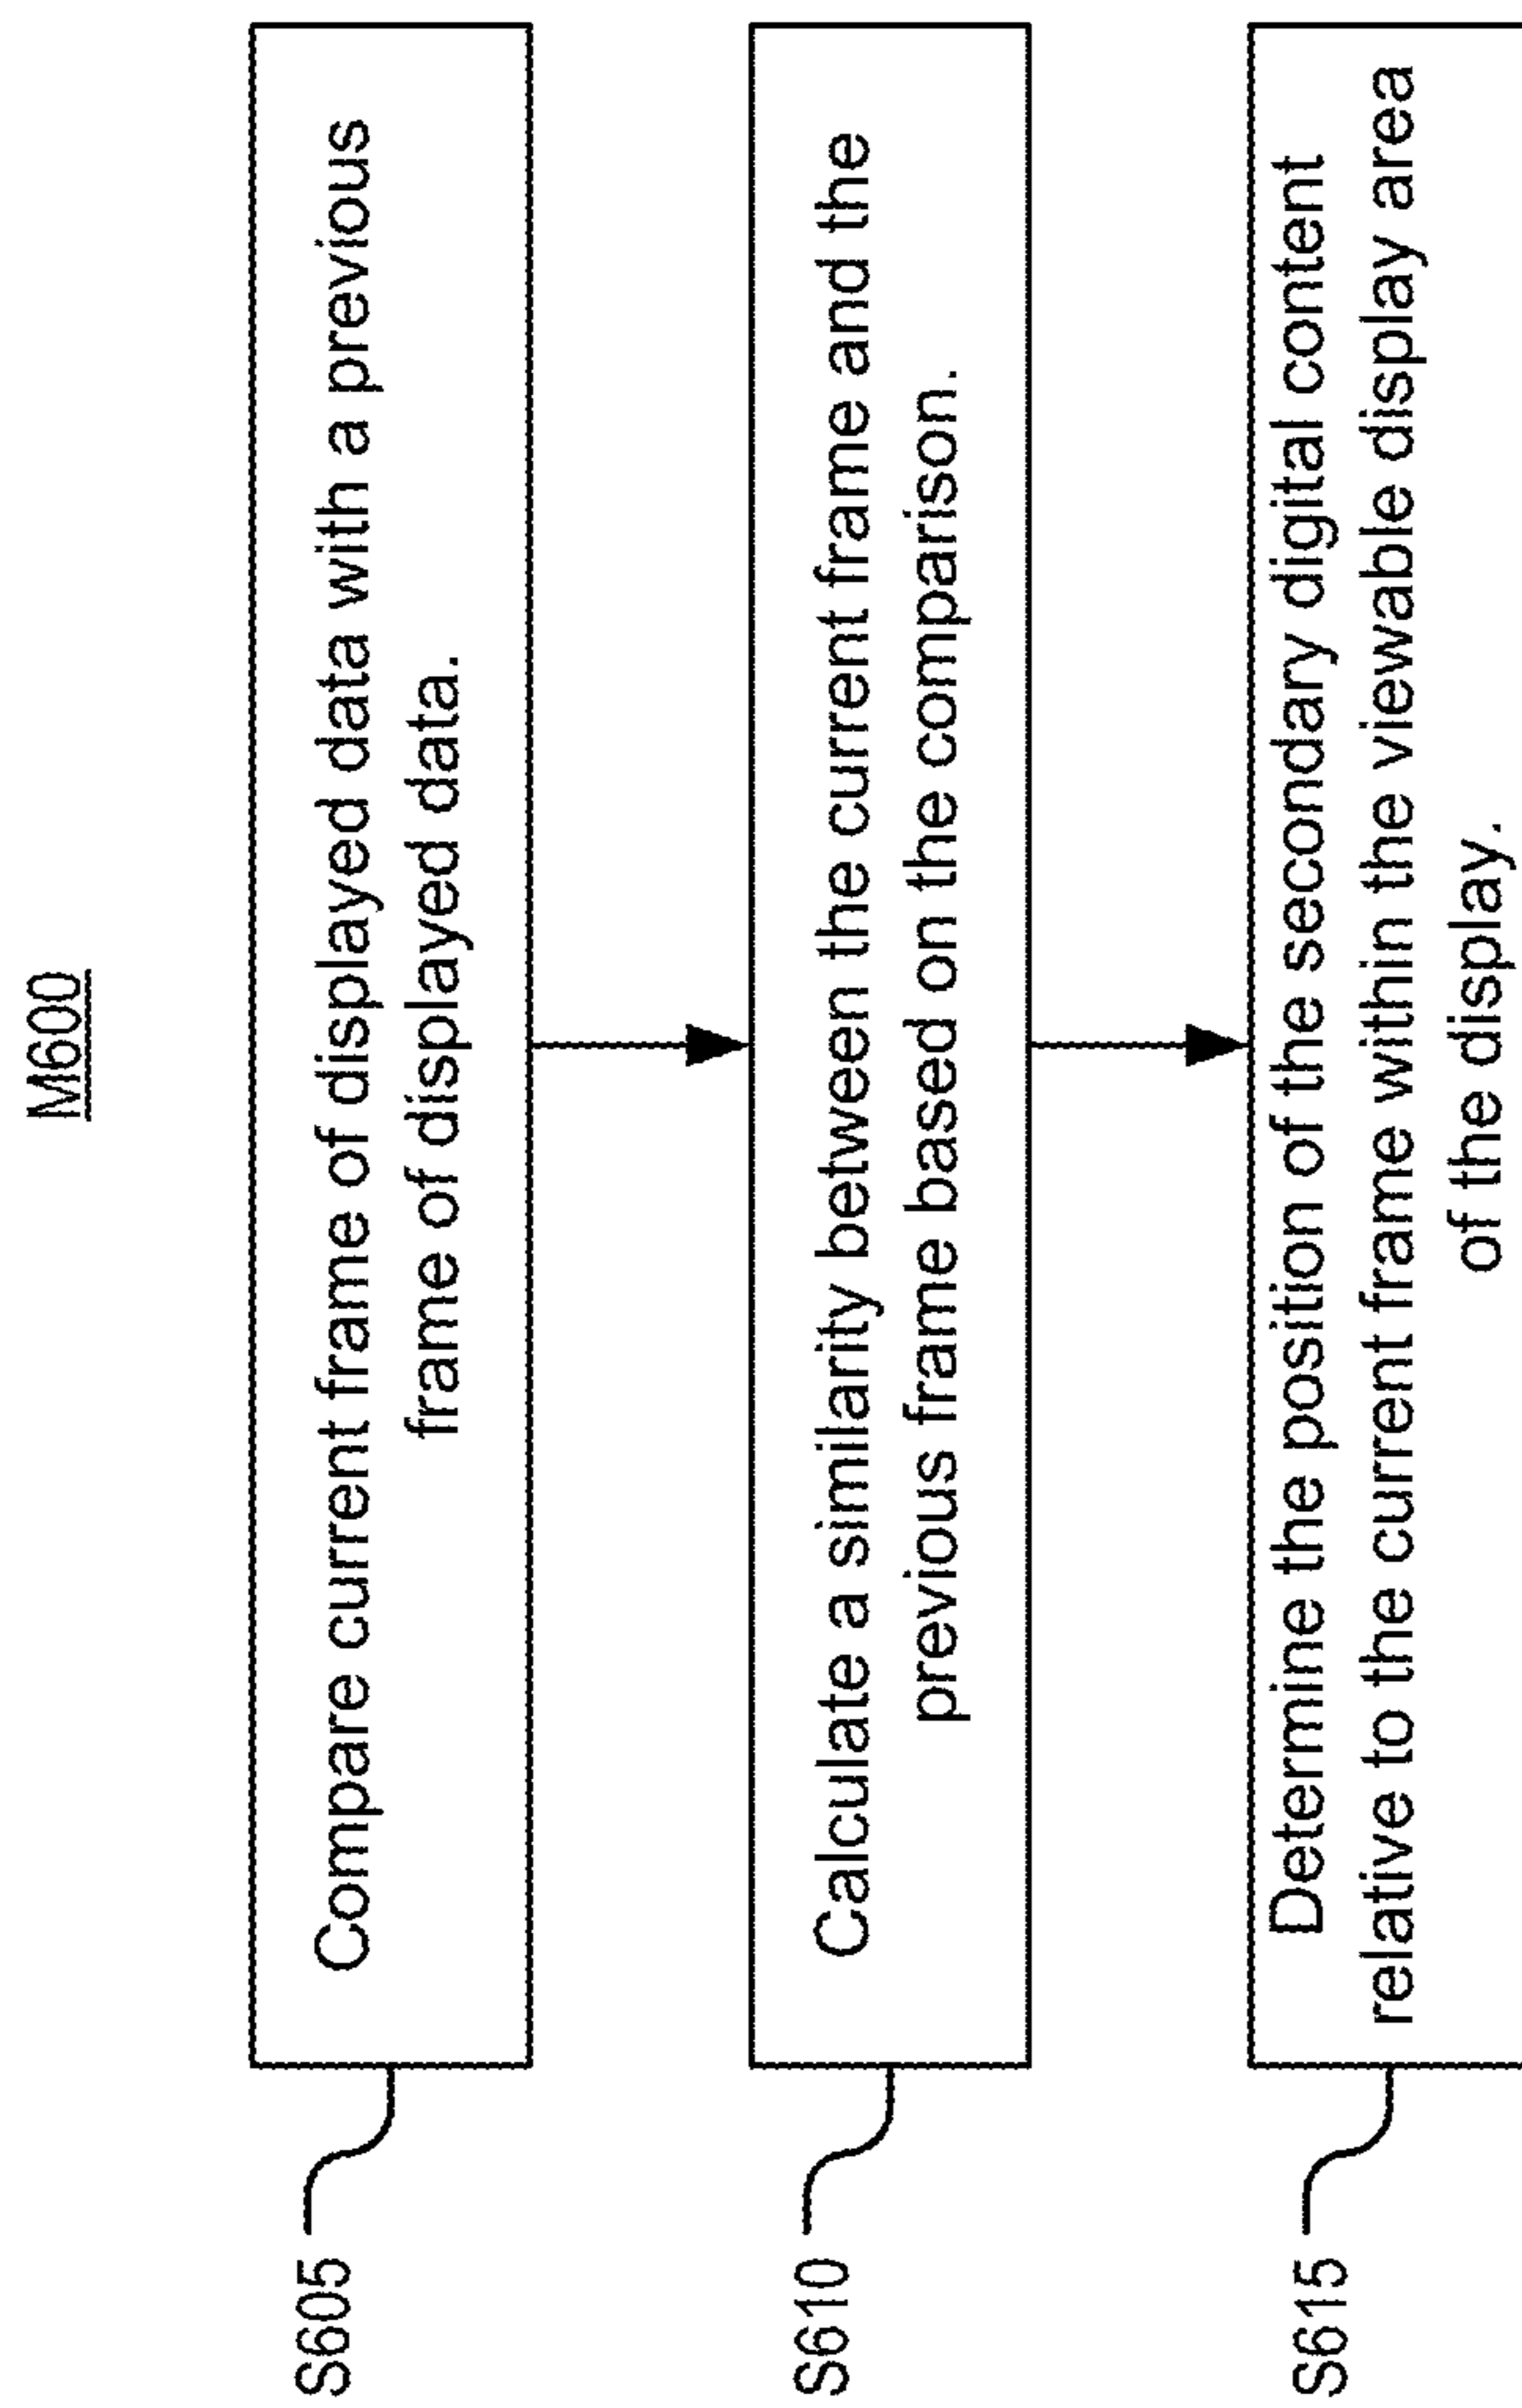 M600
S605
Compare current frame of displayed data with a previous
frame of displayed data.
S610
Calculate a similarity between the current frame and the
previous frame based on the comparison.
S615
Determine the position of the secondary digital content
relative to the current frame within the viewable display area
of the display.